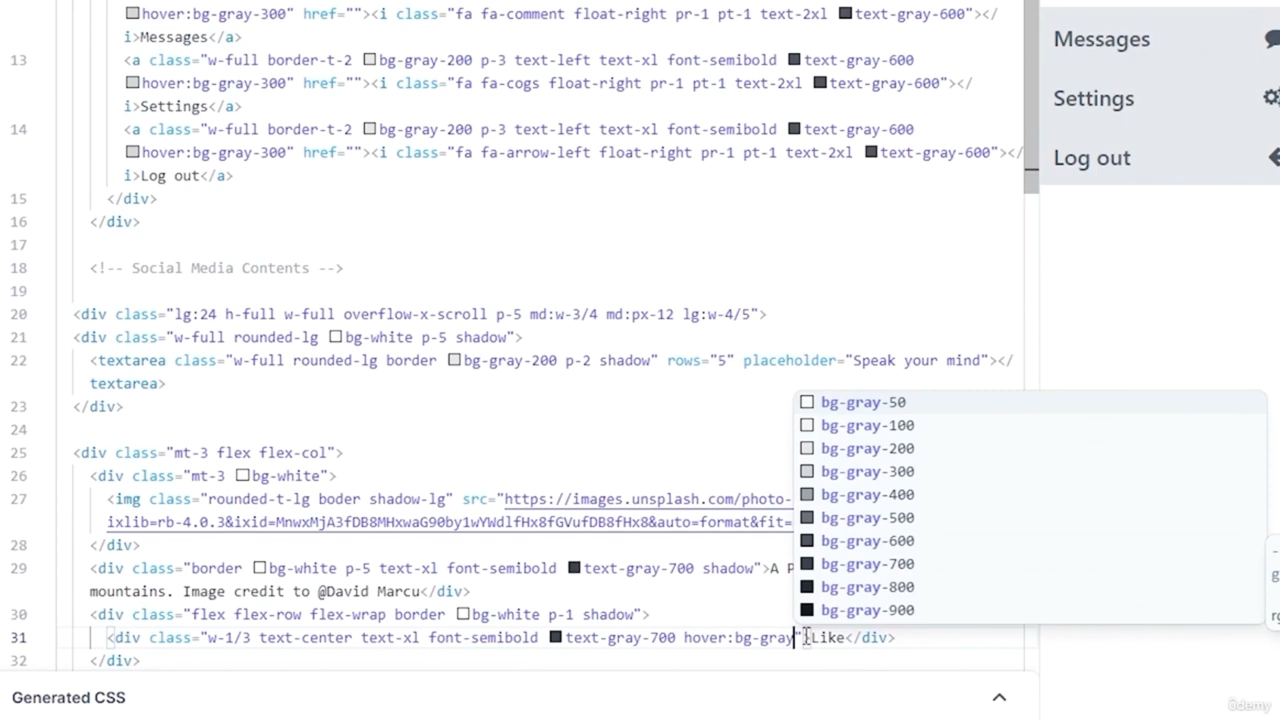 hover:bg-gray-300" href=""><i class="fa fa-comment float-right pr-1 pt-1 text-2xl text-gray-600"></
i>Messages</a>
13 <a class="w-full border-t-2 bg-gray-200 p-3 text-left text-xl font-semibold text-gray-600
hover:bg-gray-300" href=""><i class="fa fa-cogs float-right pr-1 pt-1 text-2xl text-gray-600"></
i>Settings</a>
14 <a class="w-full border-t-2 bg-gray-200 p-3 text-left text-xl font-semibold text-gray-600
hover:bg-gray-300" href=""><i class="fa fa-arrow-left float-right pr-1 pt-1 text-2xl text-gray-600"></
i>Log out</a>
15 </div>
16 </div>
17
18 <!-- Social Media Contents -->
19
20 <div class="lg:24 h-full w-full overflow-x-scroll p-5 md:w-3/4 md:px-12 lg:w-4/5">
21 <div class="w-full rounded-lg bg-white p-5 shadow">
22 <textarea class="w-full rounded-lg border bg-gray-200 p-2 shadow" rows="5" placeholder="Speak your mind"></
textarea>
23 </div>
24
25 <div class="mt-3 flex flex-col">
26 <div class="mt-3 bg-white">
27 <img class="rounded-t-lg boder shadow-lg" src="https://images.unsplash.com/photo-
ixlib=rb-4.0.3&ixid=MnwxMjA3fDB8MHxwaG90by1wYWdlfHx8fGVufDB8fHx8&auto=format&fit=
28 </div>
29 <div class="border bg-white p-5 text-xl font-semibold text-gray-700 shadow">A P
mountains. Image credit to @David Marcu</div>
30 <div class="flex flex-row flex-wrap border bg-white p-1 shadow">
31 <div class="w-1/3 text-center text-xl font-semibold text-gray-700 hover:bg-gray">Like</div>
32 </div>
bg-gray-50
bg-gray-100
bg-gray-200
bg-gray-300
bg-gray-400
bg-gray-500
bg-gray-600
bg-gray-700
bg-gray-800
bg-gray-900
Messages
Settings
Log out
Generated CSS
ûdemy